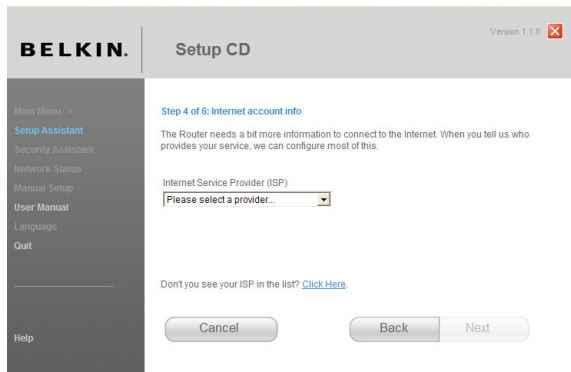 Version 1.1.0
BELKIN.
Setup CD
Main Menu >
Setup Assistant
Security Assistant
Network Status
Manual Setup
User Manual
Language
Quit
Help
Step 4 of 6: Internet account info
The Router needs a bit more information to connect to the Internet. When you tell us who
provides your service, we can configure most of this.
Internet Service Provider (ISP)
Please select a provider...
Don't you see your ISP in the list? Click Here.
Cancel
Back
Next